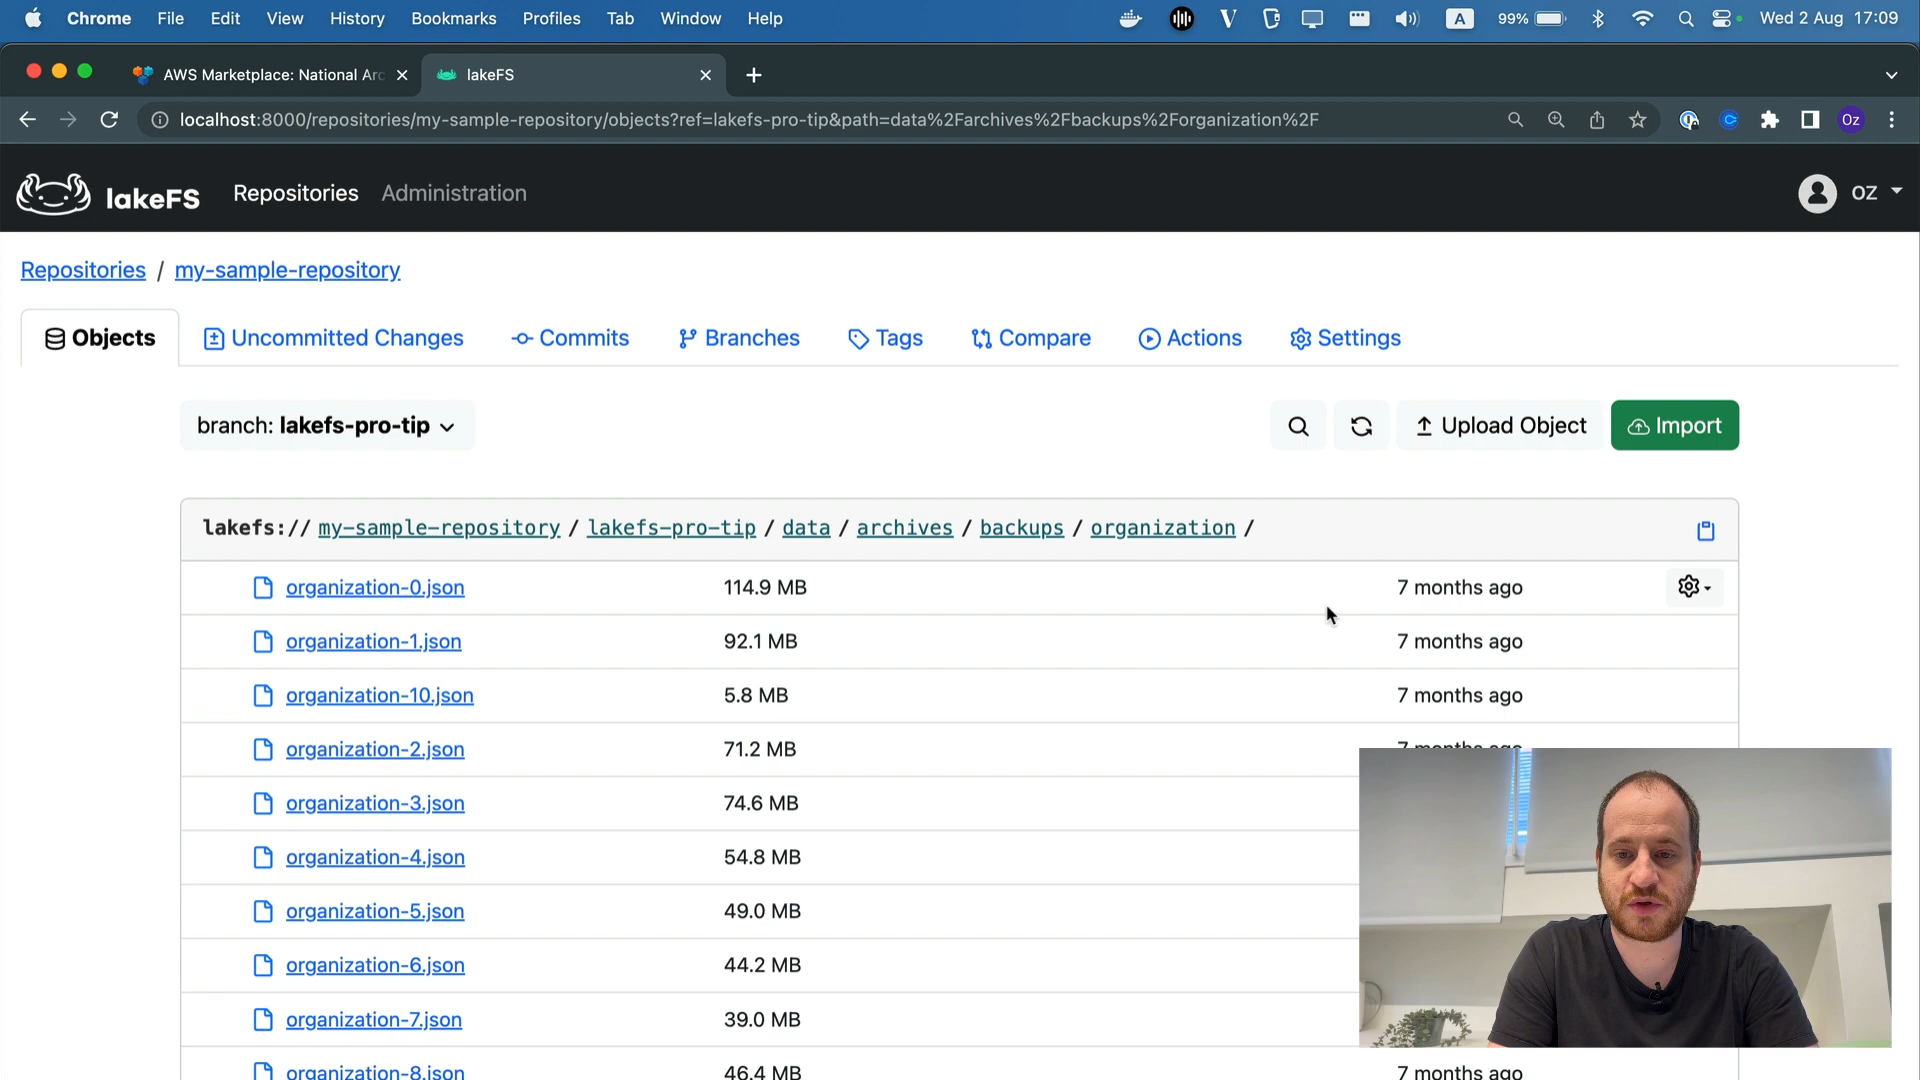 Chrome File Edit View History Bookmarks Profiles Tab Window Help A 99% Wed 2 Aug 17:09
AWS Marketplace: National Arc lakeFS
localhost:8000/repositories/my-sample-repository/objects?ref=lakefs-pro-tip&path=data%2Farchives%2Fbackups%2Forganization%2F Oz
lakeFS Repositories Administration OZ
Repositories / my-sample-repository
Objects Uncommitted Changes Commits Branches Tags Compare Actions Settings
branch: lakefs-pro-tip Upload Object Import
lakefs:// my-sample-repository / lakefs-pro-tip / data / archives / backups / organization /
organization-0.json 114.9 MB 7 months ago
organization-1.json 92.1 MB 7 months ago
organization-10.json 5.8 MB 7 months ago
organization-2.json 71.2 MB 7 months ago
organization-3.json 74.6 MB
organization-4.json 54.8 MB
organization-5.json 49.0 MB
organization-6.json 44.2 MB
organization-7.json 39.0 MB
organization-8.json 46.4 MB 7 months ago